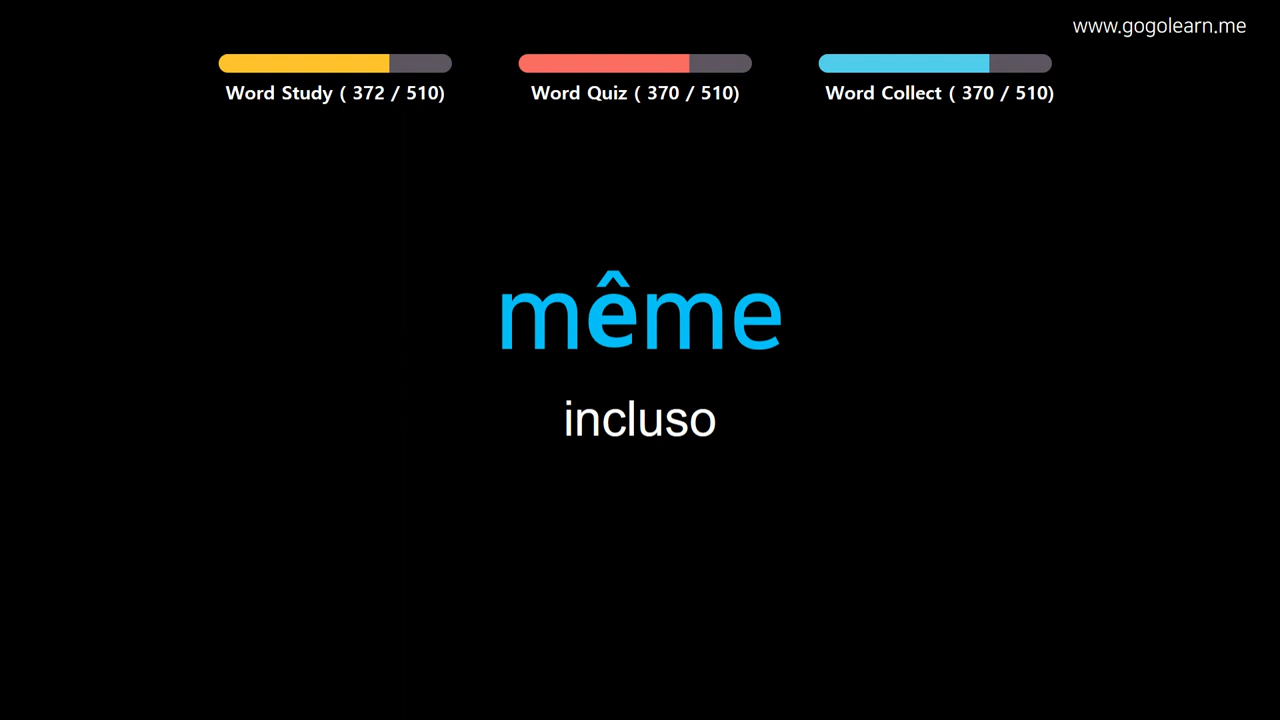 www.gogolearn.me
Word Study ( 372 / 510)
Word Quiz ( 370 / 510)
Word Collect ( 370 / 510)
même
incluso